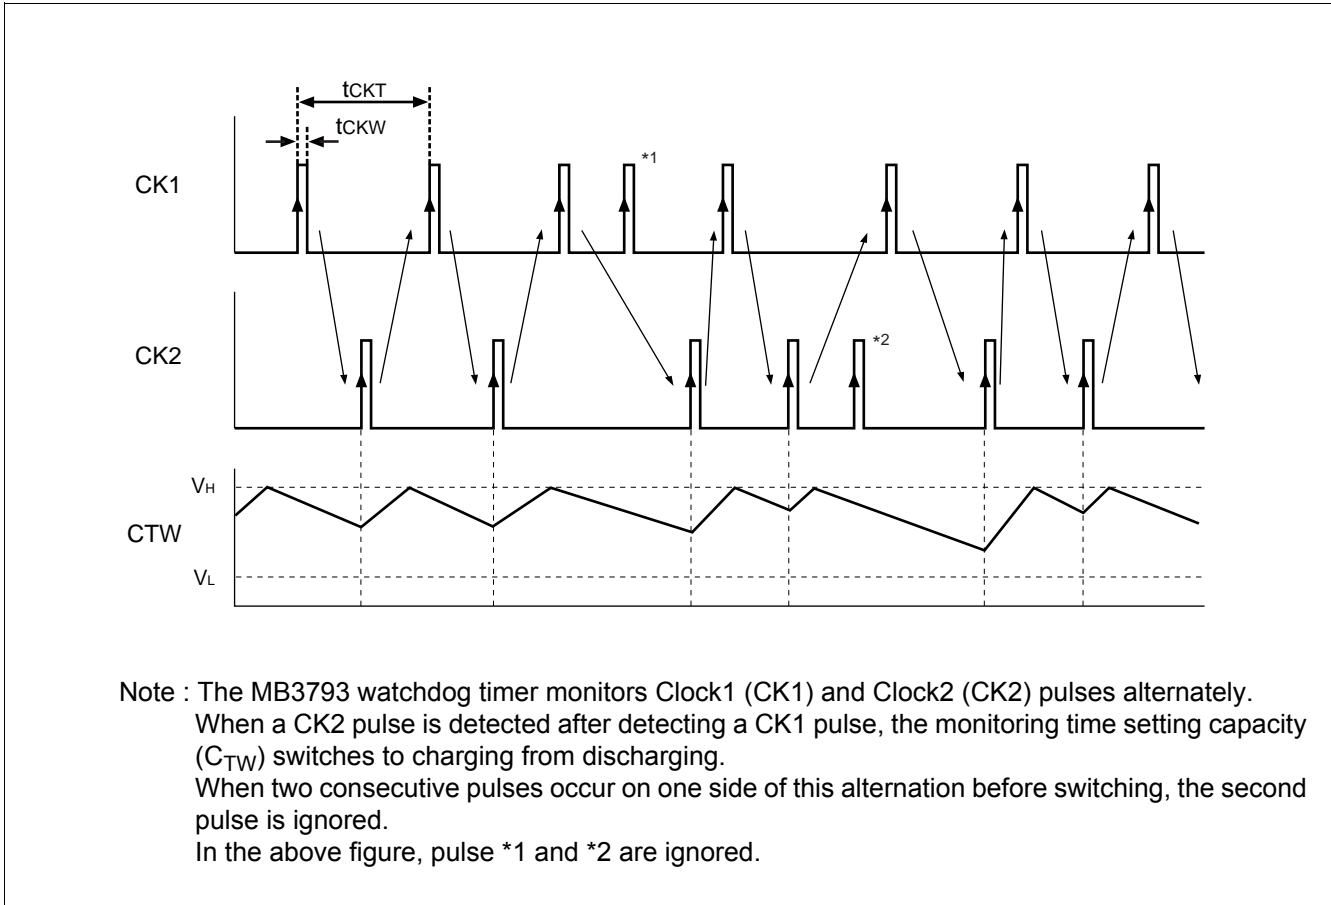 tCKT
tCKW
*1
CK1
*2
CK2
VH
CTW
VL
Note : The MB3793 watchdog timer monitors Clock1 (CK1) and Clock2 (CK2) pulses alternately.
When a CK2 pulse is detected after detecting a CK1 pulse, the monitoring time setting capacity
(CTW) switches to charging from discharging.
When two consecutive pulses occur on one side of this alternation before switching, the second
pulse is ignored.
In the above figure, pulse *1 and *2 are ignored.